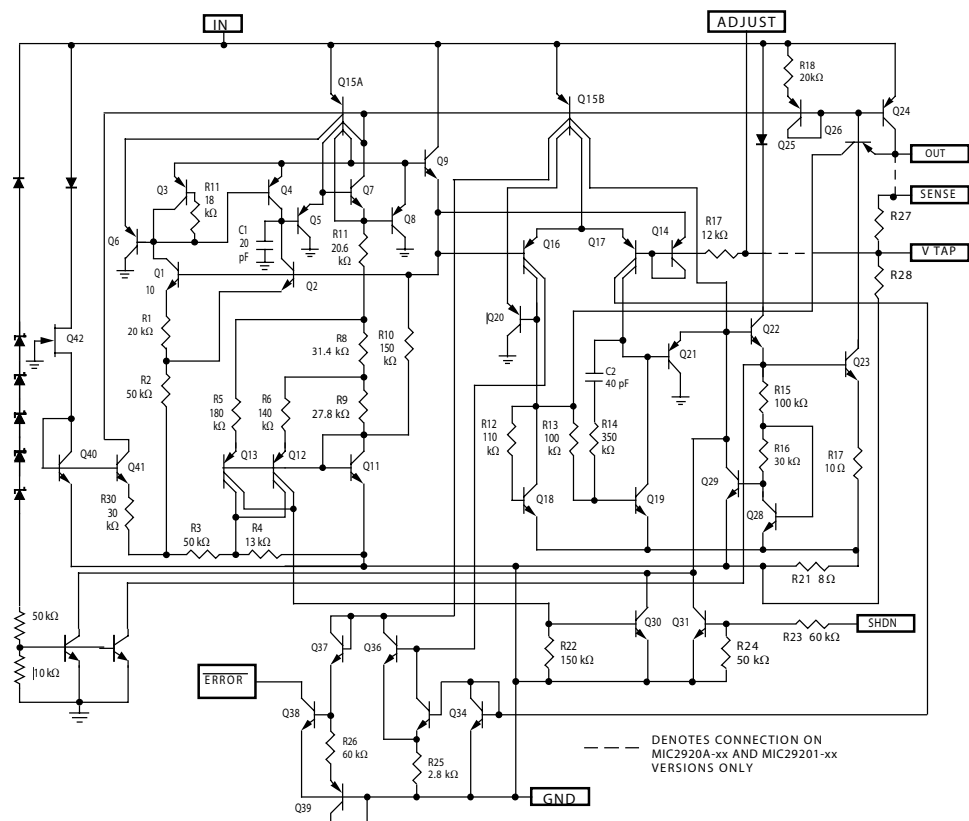 IN
ADJUST
R18
20kΩ
Q15A
Q15B
Q24
Q26
Q25
OUT
Q9
Q3
R11
18
kΩ
Q4
Q7
SENSE
R27
Q5
Q8
R17
12 kΩ
Q14
C1
20
pF
R11
20.6
kΩ
Q6
Q16
Q17
V TAP
Q1
10
Q2
R28
R1
20 kΩ
Q20
Q22
R10
150
kΩ
R8
31.4 kΩ
Q42
Q21
Q23
C2
40 pF
R2
50 kΩ
R5
180
kΩ
R6
140
kΩ
R9
27.8 kΩ
R15
100 kΩ
R12
110
kΩ
R13
100
kΩ
R14
350
kΩ
R16
30 kΩ
R17
10 Ω
Q40
Q41
Q13
Q12
Q11
Q29
Q18
Q19
Q28
R30
30
kΩ
R3
50 kΩ
R4
13 kΩ
R21 8 Ω
50 kΩ
10 kΩ
Q37
Q36
R22
150 kΩ
Q30
Q31
R24
50 kΩ
R23 60 kΩ
SHDN
ERROR
Q38
Q34
R26
60 kΩ
R25
2.8 kΩ
Q39
GND
DENOTES CONNECTION ON
MIC2920A-xx AND MIC29201-xx
VERSIONS ONLY